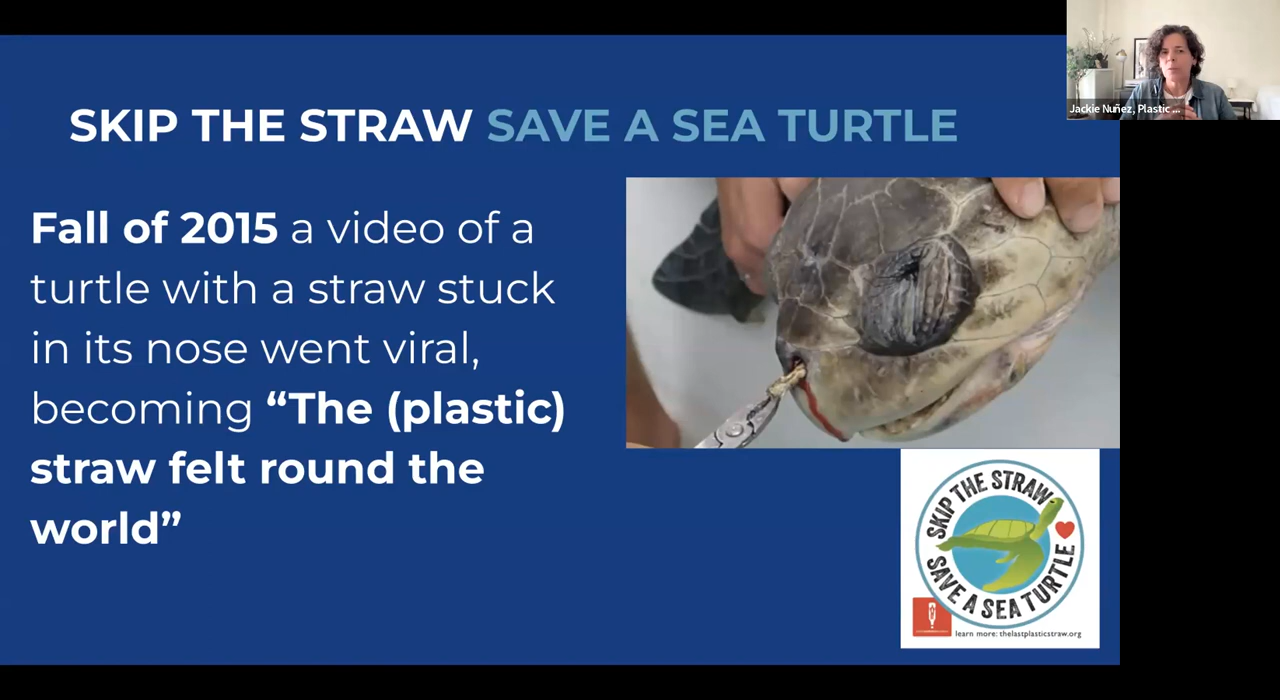 Jackie Nuñez, Plastic ...
SKIP THE STRAW SAVE A SEA TURTLE
Fall of 2015 a video of a
turtle with a straw stuck
in its nose went viral,
becoming “The (plastic)
straw felt round the
world”
SKIP THE STRAW
SAVE A SEA TURTLE
learn more: thelastplasticstraw.org